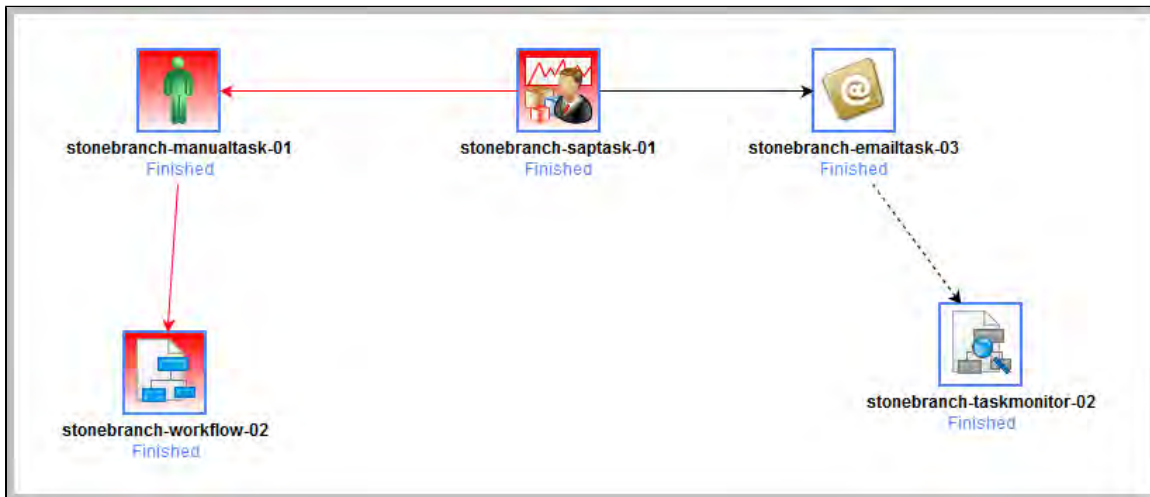 stonebranch-manualtask-01
Finished
stonebranch-saptask-01
Finished
@
stonebranch-emailtask-03
Finished
stonebranch-workflow-02
Finished
stonebranch-taskmonitor-02
Finished